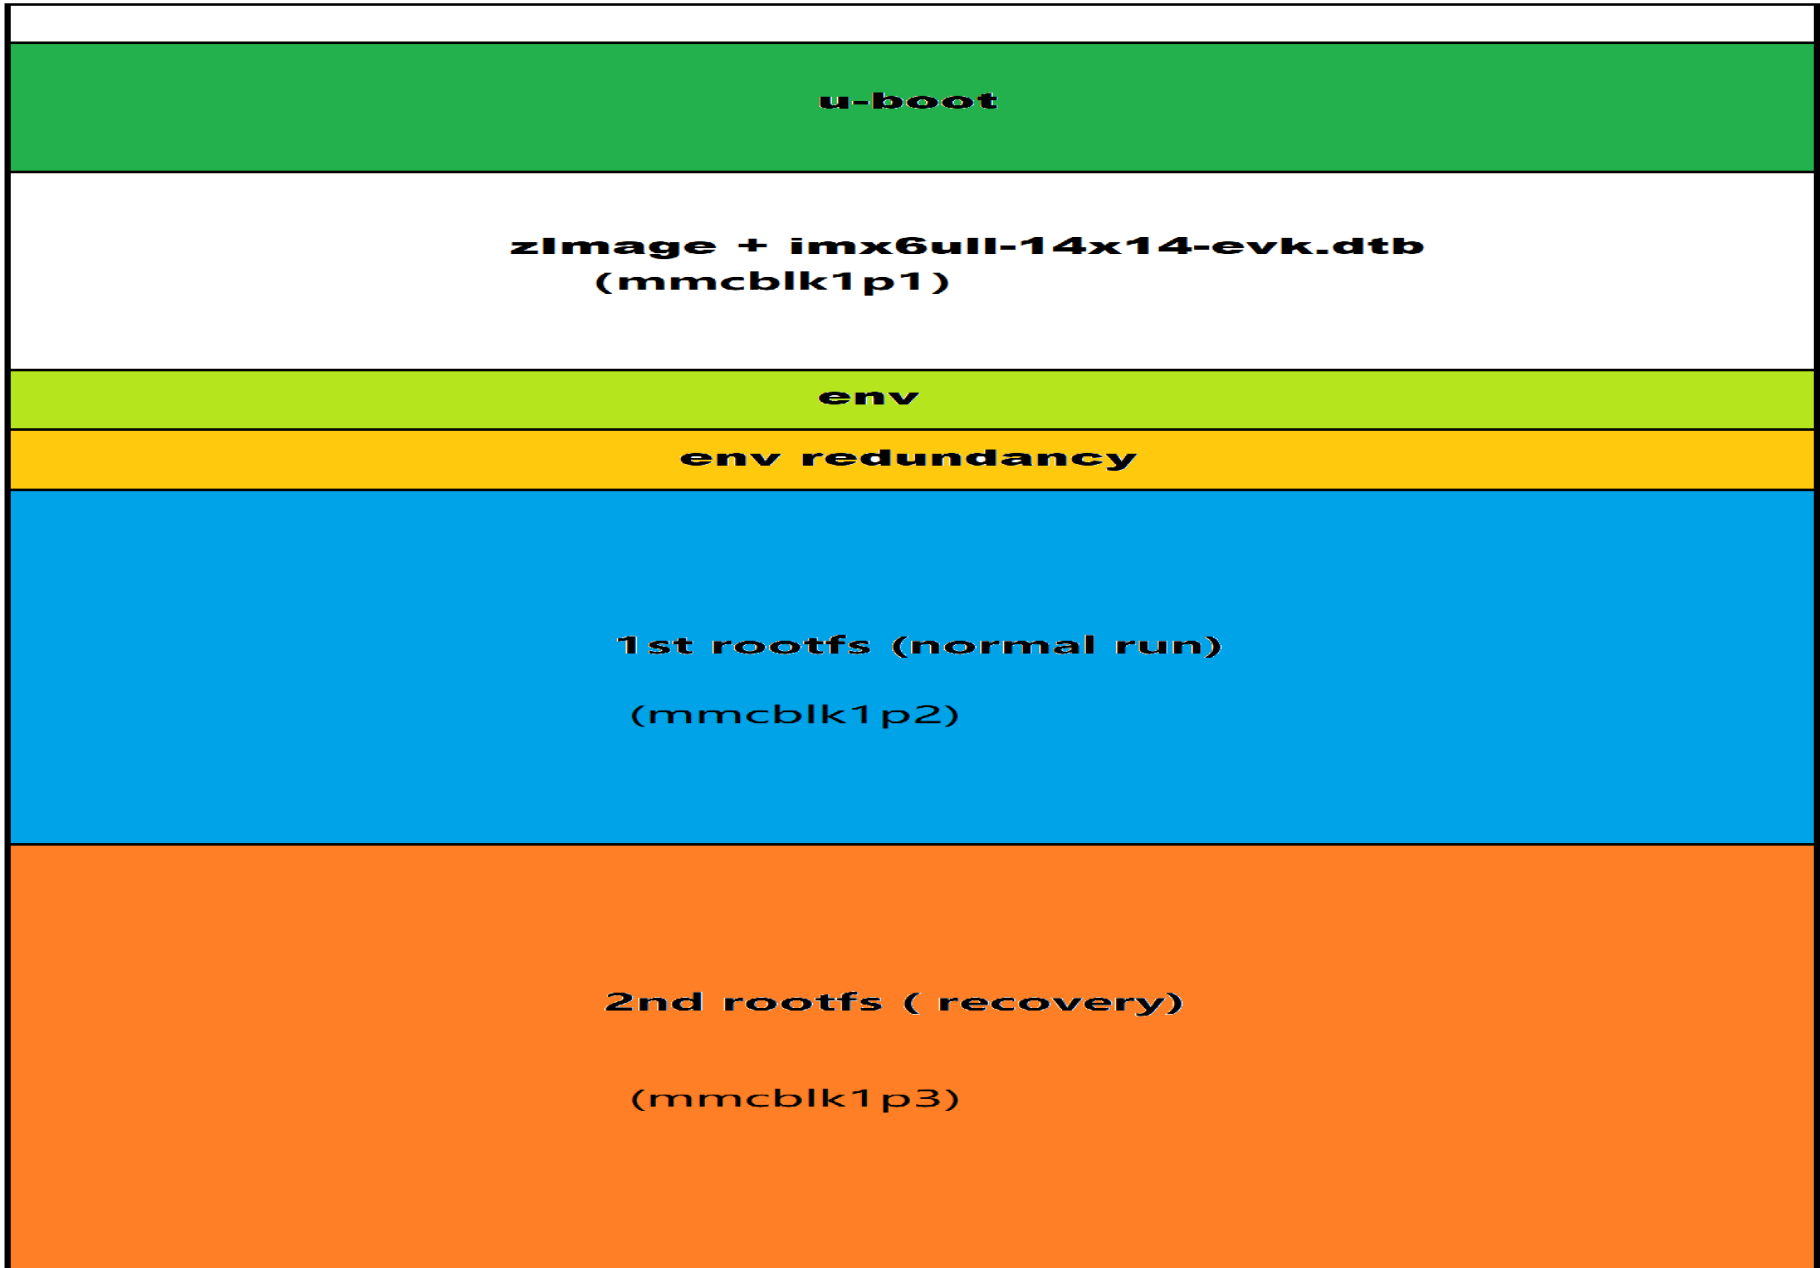 u-boot
zImage + imx6ull-14x14-evk.dtb
(mmcblk1p1)
env
env redundancy
1st rootfs (normal run)
(mmcblk1p2)
2nd rootfs ( recovery)
(mmcblk1p3)